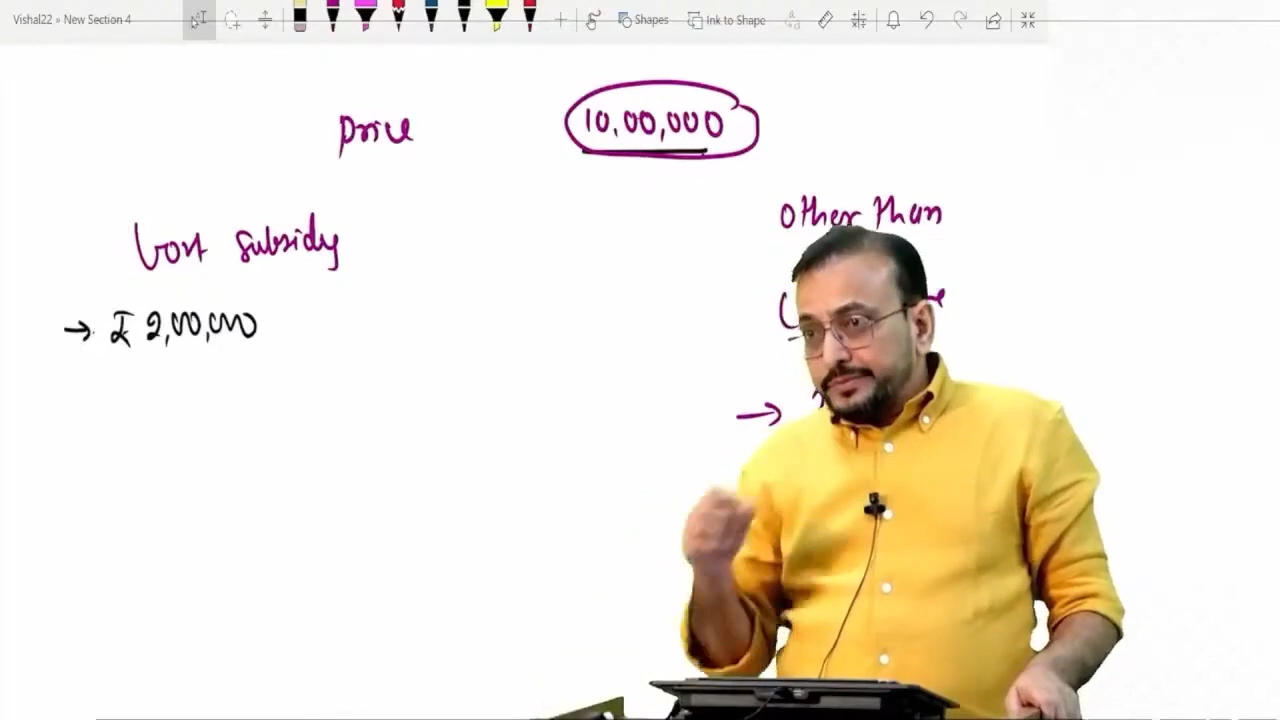 Vishal22 » New Section 4
Shapes
Ink to Shape
Price 10,00,000
Govt subsidy
Other than
→ ₹ 2,00,000
→